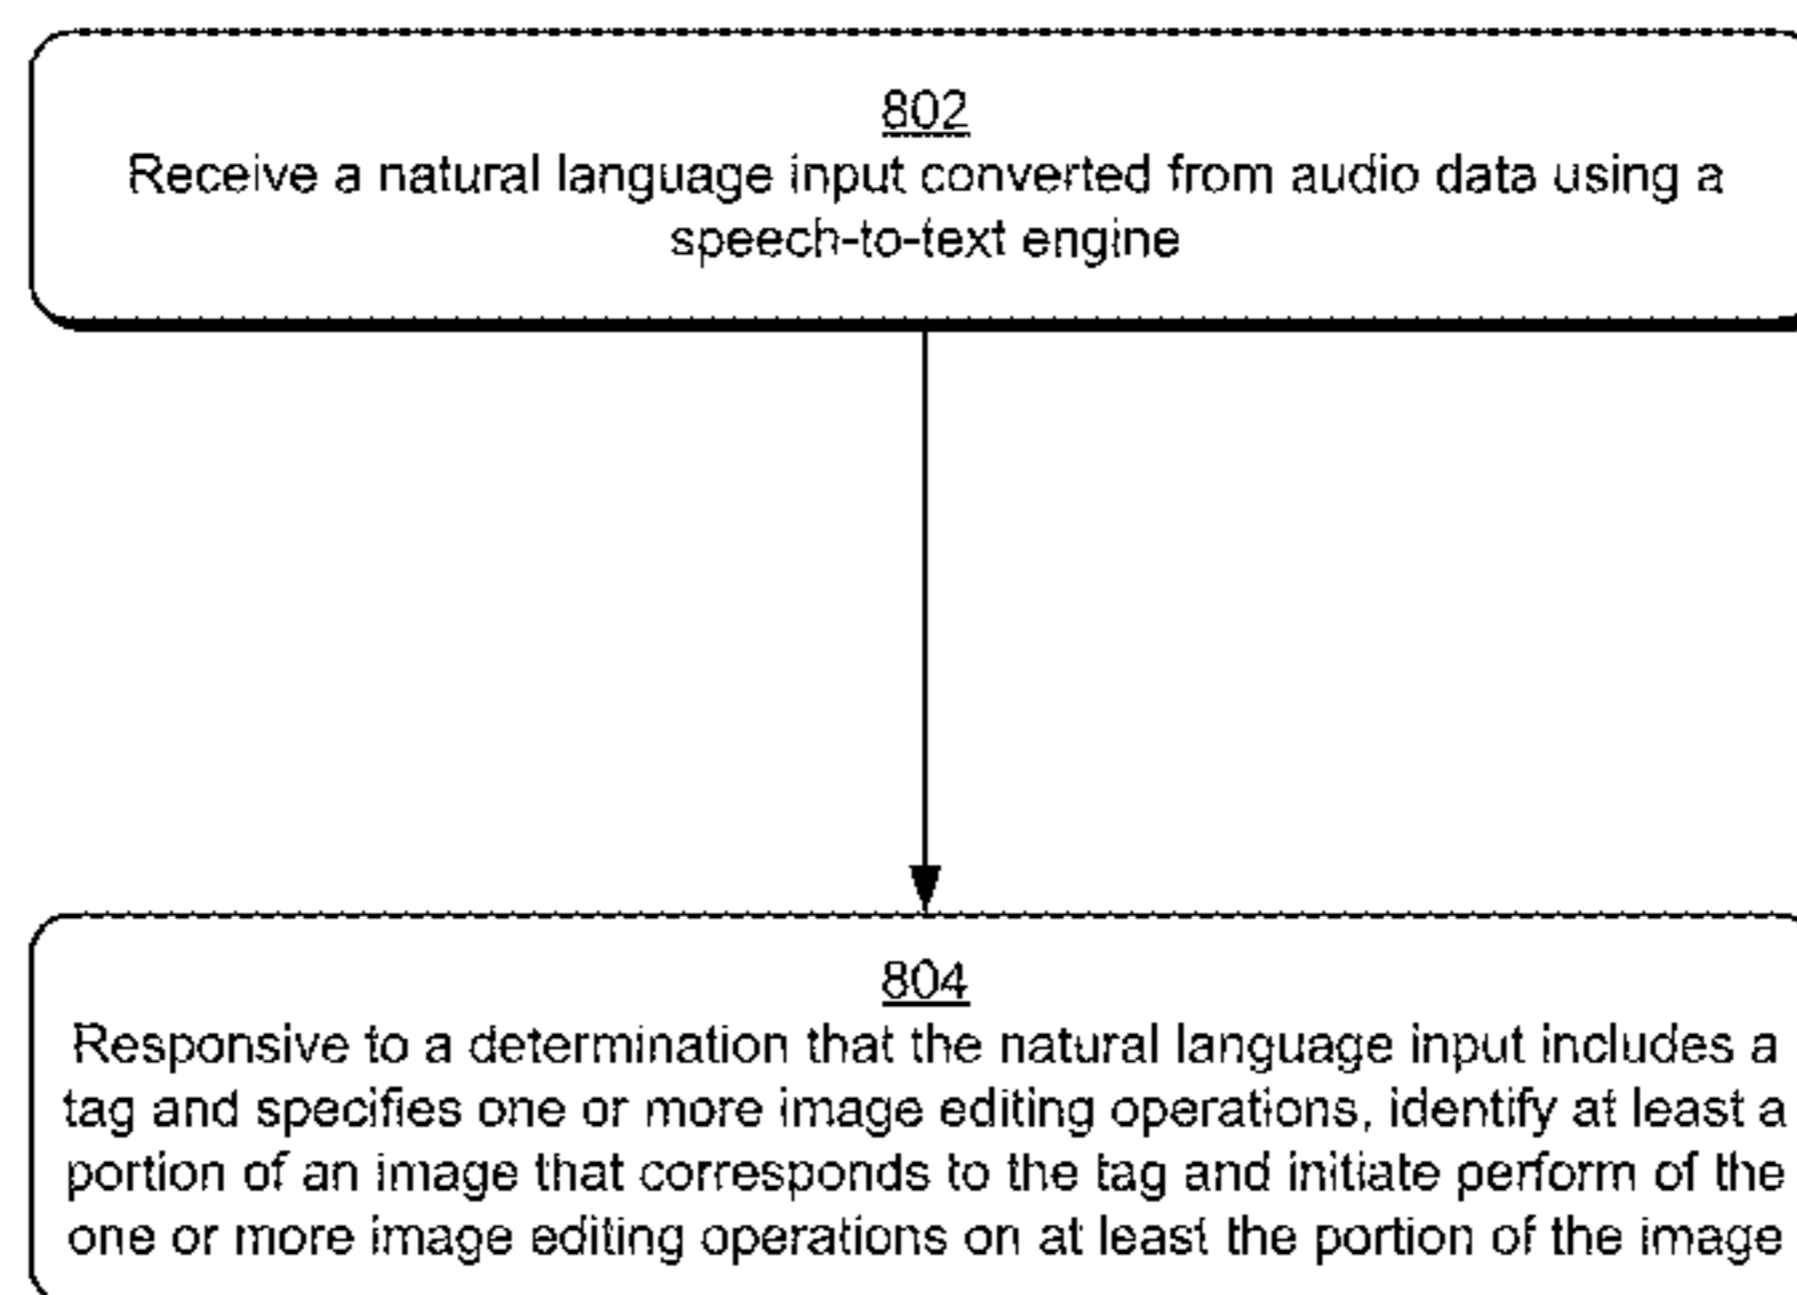 802
Receive a natural language input converted from audio data using a
speech-to-text engine
804
Responsive to a determination that the natural language input includes a
tag and specifies one or more image editing operations, identify at least a
portion of an image that corresponds to the tag and initiate perform of the
one or more image editing operations on at least the portion of the image